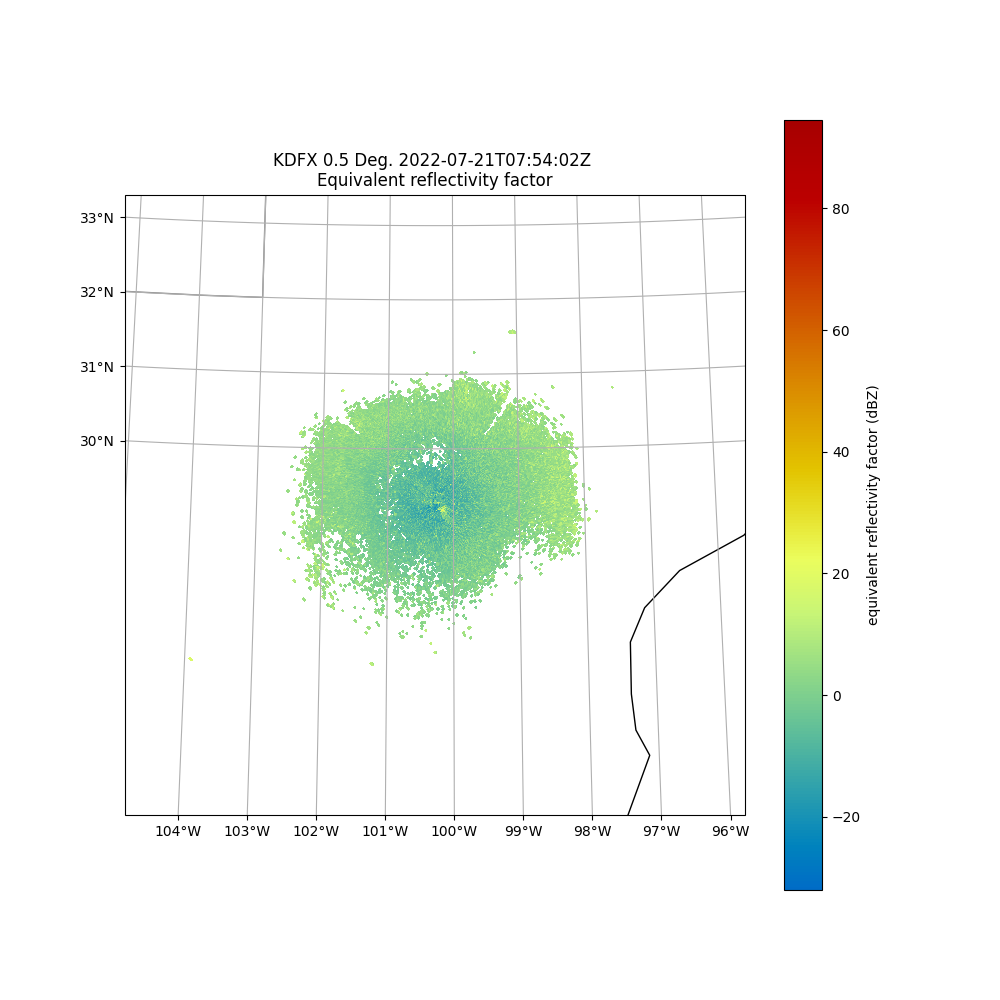 KDFX 0.5 Deg. 2022-07-21T07:54:02Z
Equivalent reflectivity factor
33°N
32°N
31°N
30°N
104°W 103°W 102°W 101°W 100°W 99°W 98°W 97°W 96°W
80
60
40
20
0
−20
equivalent reflectivity factor (dBZ)